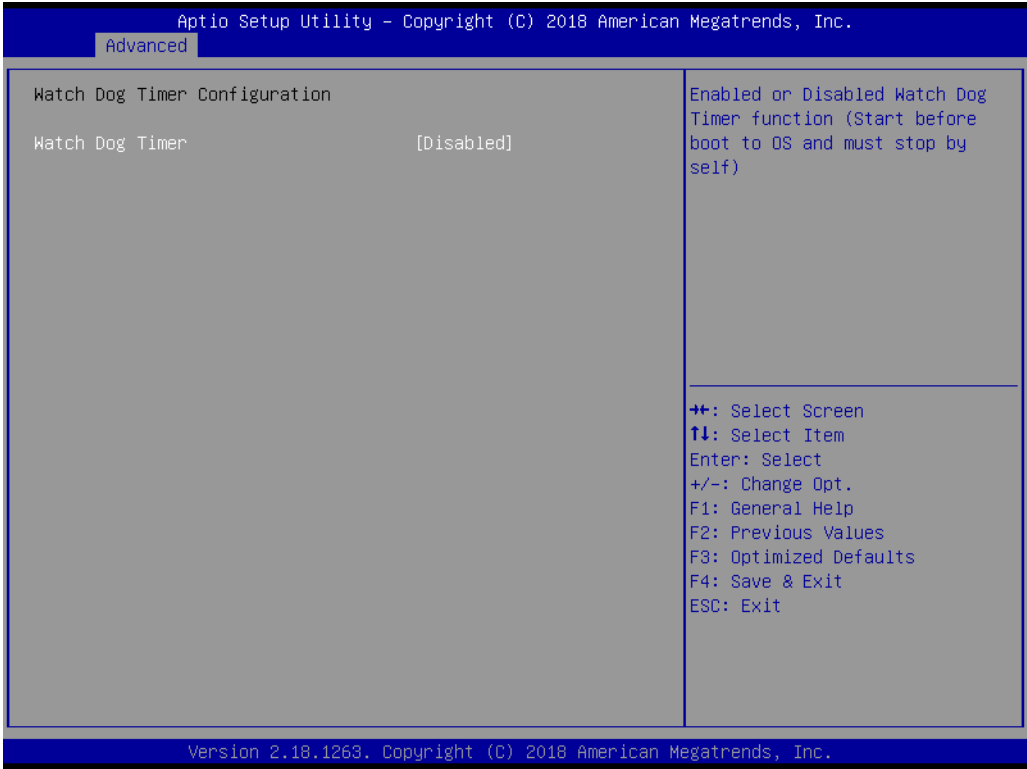 Aptio Setup Utility – Copyright (C) 2018 American Megatrends, Inc.
Advanced
Watch Dog Timer Configuration
Watch Dog Timer [Disabled]
Enabled or Disabled Watch Dog
Timer function (Start before
boot to OS and must stop by
self)
→←: Select Screen
↑↓: Select Item
Enter: Select
+/-: Change Opt.
F1: General Help
F2: Previous Values
F3: Optimized Defaults
F4: Save & Exit
ESC: Exit
Version 2.18.1263. Copyright (C) 2018 American Megatrends, Inc.